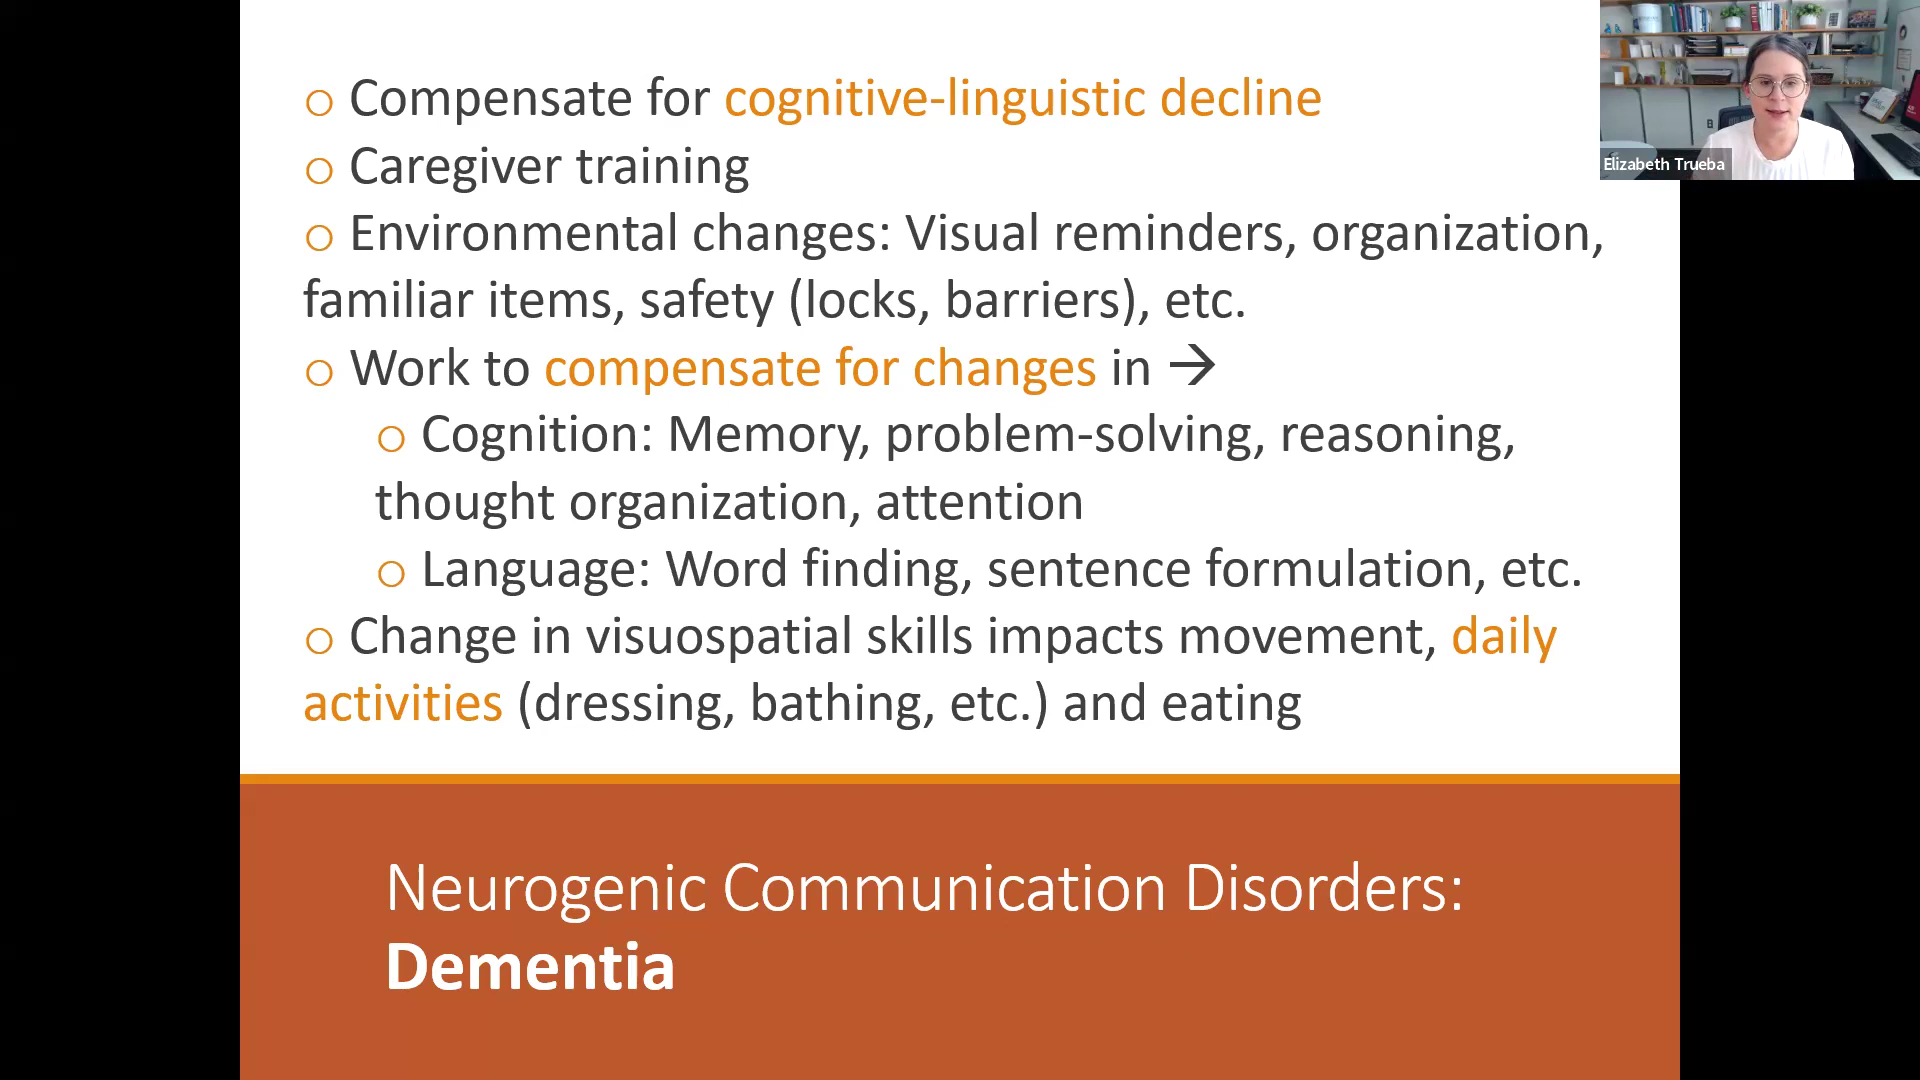 o Compensate for cognitive-linguistic decline
o Caregiver training
o Environmental changes: Visual reminders, organization,
familiar items, safety (locks, barriers), etc.
o Work to compensate for changes in →
o Cognition: Memory, problem-solving, reasoning,
thought organization, attention
o Language: Word finding, sentence formulation, etc.
o Change in visuospatial skills impacts movement, daily
activities (dressing, bathing, etc.) and eating
Neurogenic Communication Disorders:
Dementia
Elizabeth Trueba